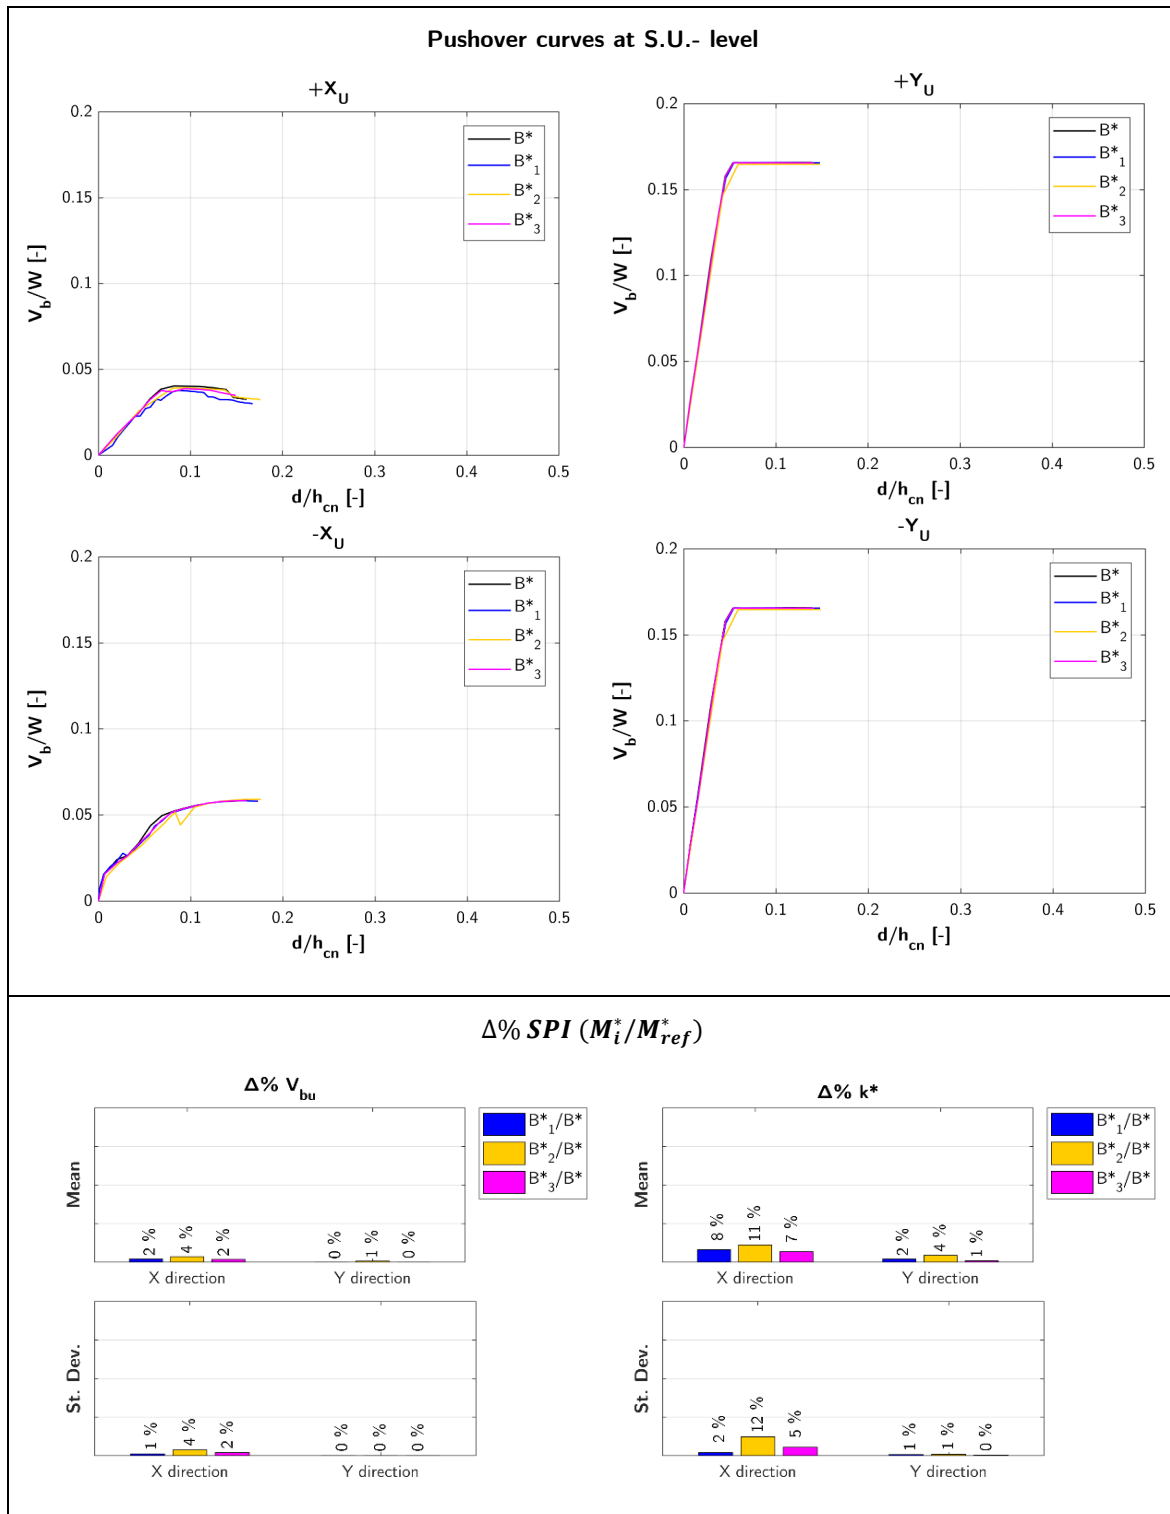 Pushover curves at S.U.- level
+X_U
0.2
0.15
0.1
0.05
0
0
0.1
0.2
0.3
0.4
0.5
V_b/W [-]
d/h_cn [-]
B*
B*_1
B*_2
B*_3
+Y_U
0.2
0.15
0.1
0.05
0
0
0.1
0.2
0.3
0.4
0.5
V_b/W [-]
d/h_cn [-]
B*
B*_1
B*_2
B*_3
-X_U
0.2
0.15
0.1
0.05
0
0
0.1
0.2
0.3
0.4
0.5
V_b/W [-]
d/h_cn [-]
B*
B*_1
B*_2
B*_3
-Y_U
0.2
0.15
0.1
0.05
0
0
0.1
0.2
0.3
0.4
0.5
V_b/W [-]
d/h_cn [-]
B*
B*_1
B*_2
B*_3
Δ% SPI (M*_i/M*_ref)
Δ% V_bu
B*_1/B*
B*_2/B*
B*_3/B*
Mean
2 %
4 %
2 %
0 %
1 %
0 %
X direction
Y direction
St. Dev.
1 %
4 %
2 %
0 %
0 %
0 %
X direction
Y direction
Δ% k*
B*_1/B*
B*_2/B*
B*_3/B*
Mean
8 %
11 %
7 %
2 %
4 %
1 %
X direction
Y direction
St. Dev.
2 %
12 %
5 %
1 %
1 %
0 %
X direction
Y direction